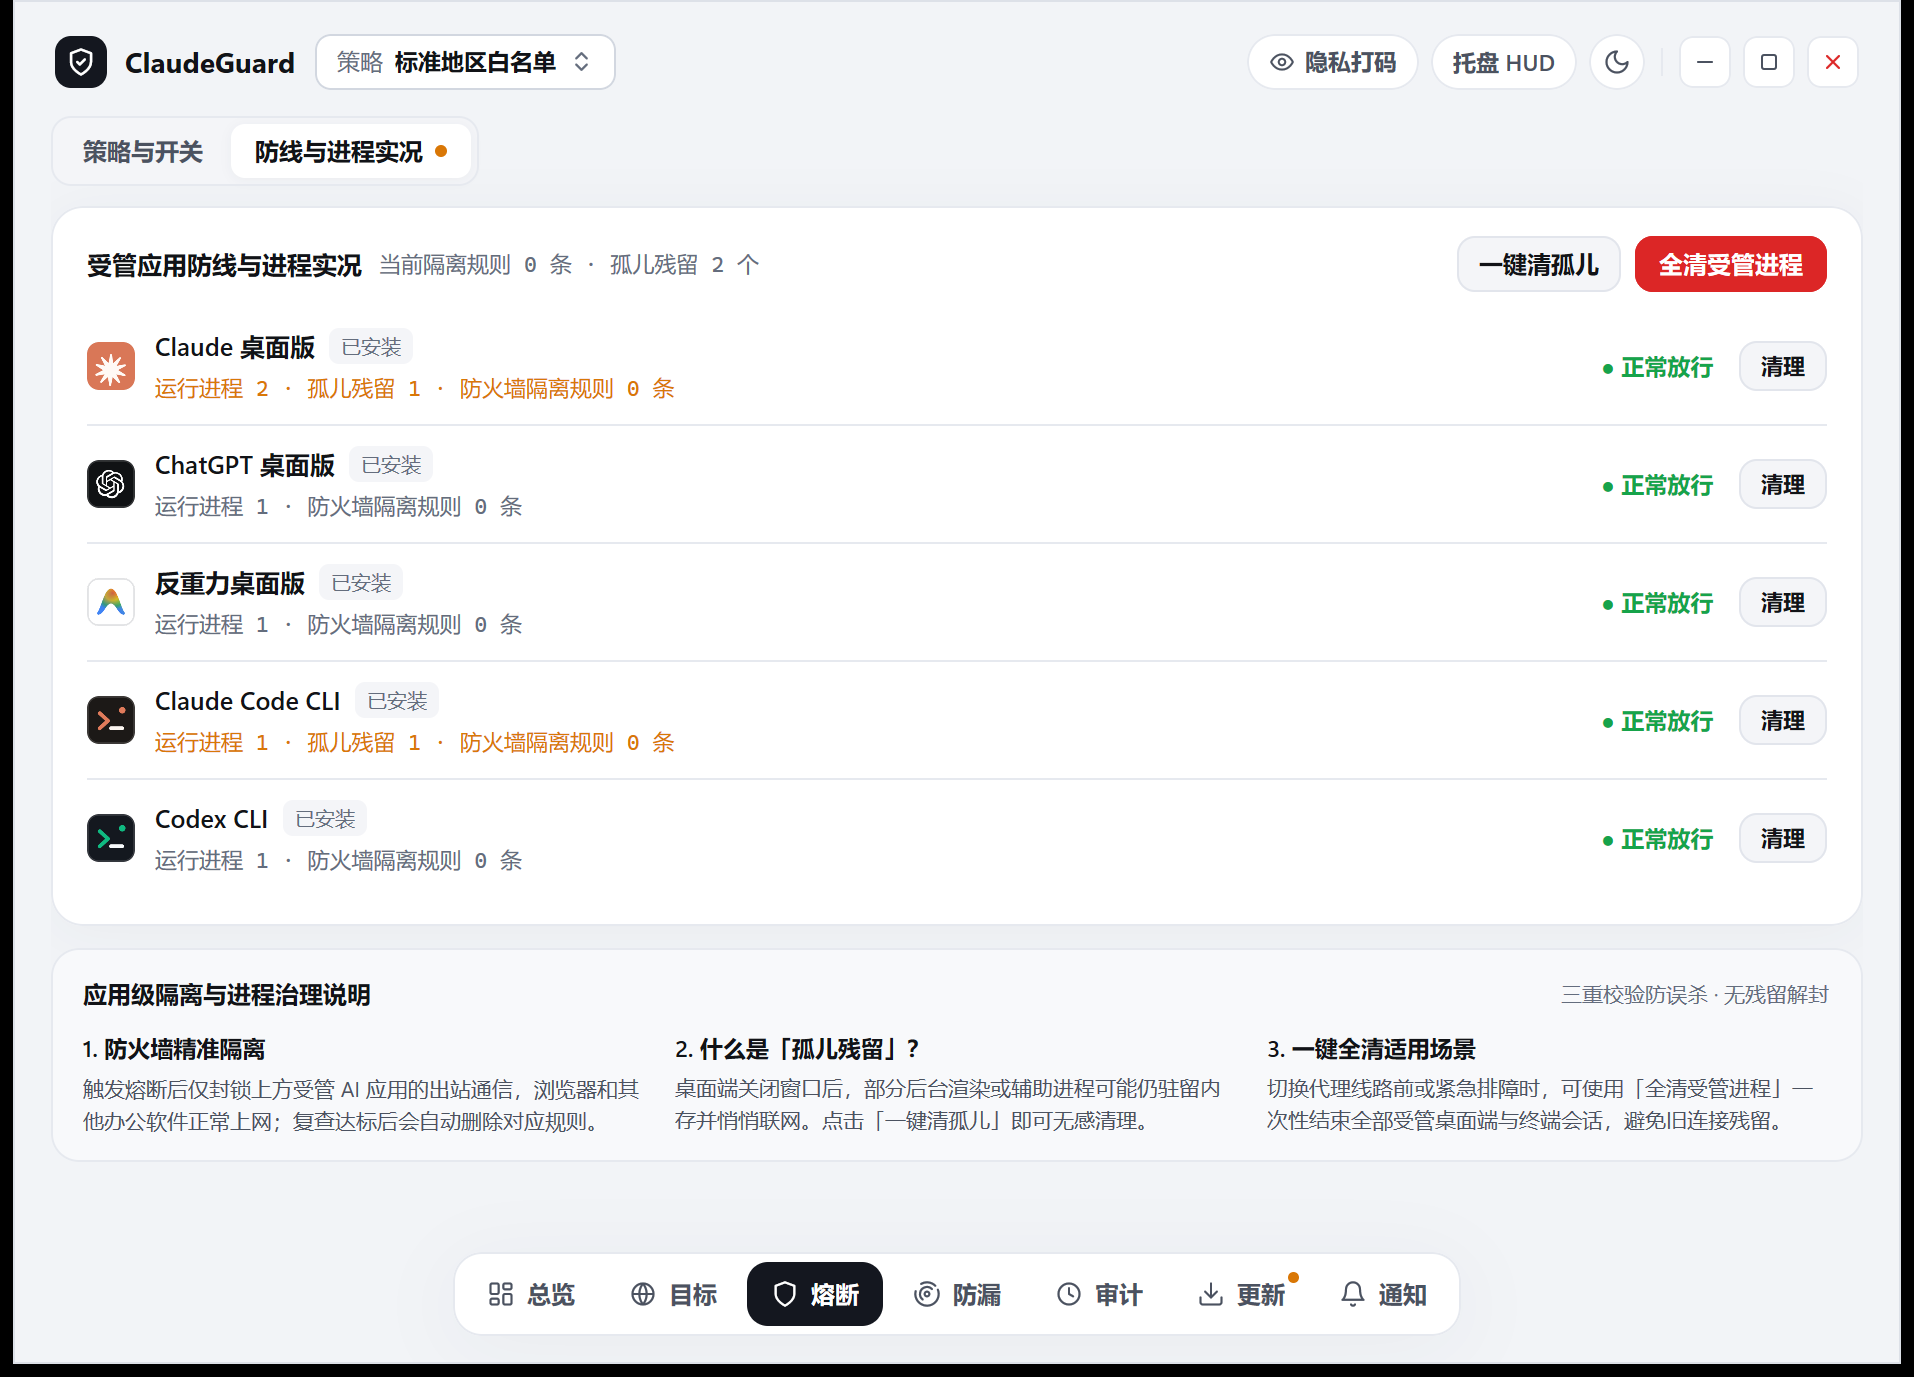 ClaudeGuard 策略 标准地区白名单 隐私打码 托盘 HUD
策略与开关 防线与进程实况
受管应用防线与进程实况 当前隔离规则 0 条 · 孤儿残留 2 个 一键清孤儿 全清受管进程
Claude 桌面版 已安装
运行进程 2 · 孤儿残留 1 · 防火墙隔离规则 0 条
正常放行 清理
ChatGPT 桌面版 已安装
运行进程 1 · 防火墙隔离规则 0 条
正常放行 清理
反重力桌面版 已安装
运行进程 1 · 防火墙隔离规则 0 条
正常放行 清理
Claude Code CLI 已安装
运行进程 1 · 孤儿残留 1 · 防火墙隔离规则 0 条
正常放行 清理
Codex CLI 已安装
运行进程 1 · 防火墙隔离规则 0 条
正常放行 清理
应用级隔离与进程治理说明 三重校验防误杀 · 无残留解封
1. 防火墙精准隔离
触发熔断后仅封锁上方受管 AI 应用的出站通信，浏览器和其
他办公软件正常上网；复查达标后会自动删除对应规则。
2. 什么是「孤儿残留」？
桌面端关闭窗口后，部分后台渲染或辅助进程可能仍驻留内
存并悄悄联网。点击「一键清孤儿」即可无感清理。
3. 一键全清适用场景
切换代理线路前或紧急排障时，可使用「全清受管进程」一
次性结束全部受管桌面端与终端会话，避免旧连接残留。
总览 目标 熔断 防漏 审计 更新 通知